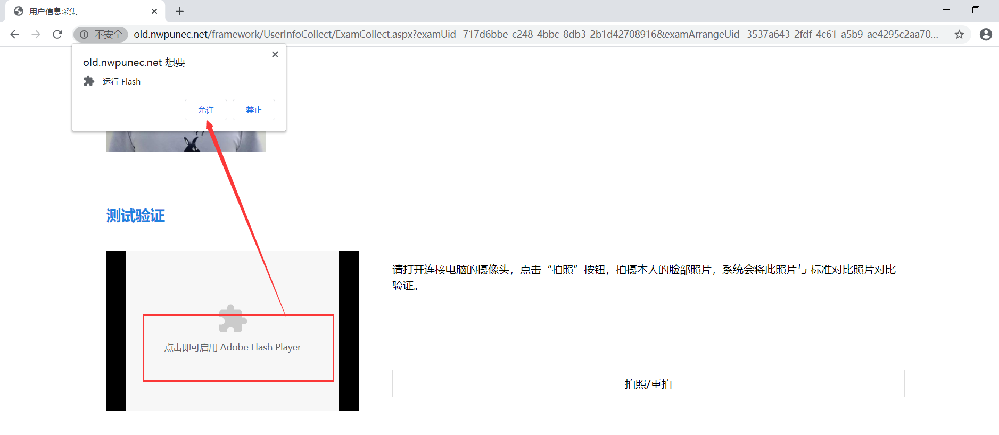 用户信息采集
不安全 old.nwpunec.net/framework/UserInfoCollect/ExamCollect.aspx?examUid=717d6bbe-c248-4bbc-8db3-2b1d42708916&examArrangeUid=3537a643-2fdf-4c61-a5b9-ae4295c2aa70...
old.nwpunec.net 想要
运行 Flash
允许 禁止
测试验证
请打开连接电脑的摄像头，点击“拍照”按钮，拍摄本人的脸部照片，系统会将此照片与 标准对比照片对比
验证。
点击即可启用 Adobe Flash Player
拍照/重拍